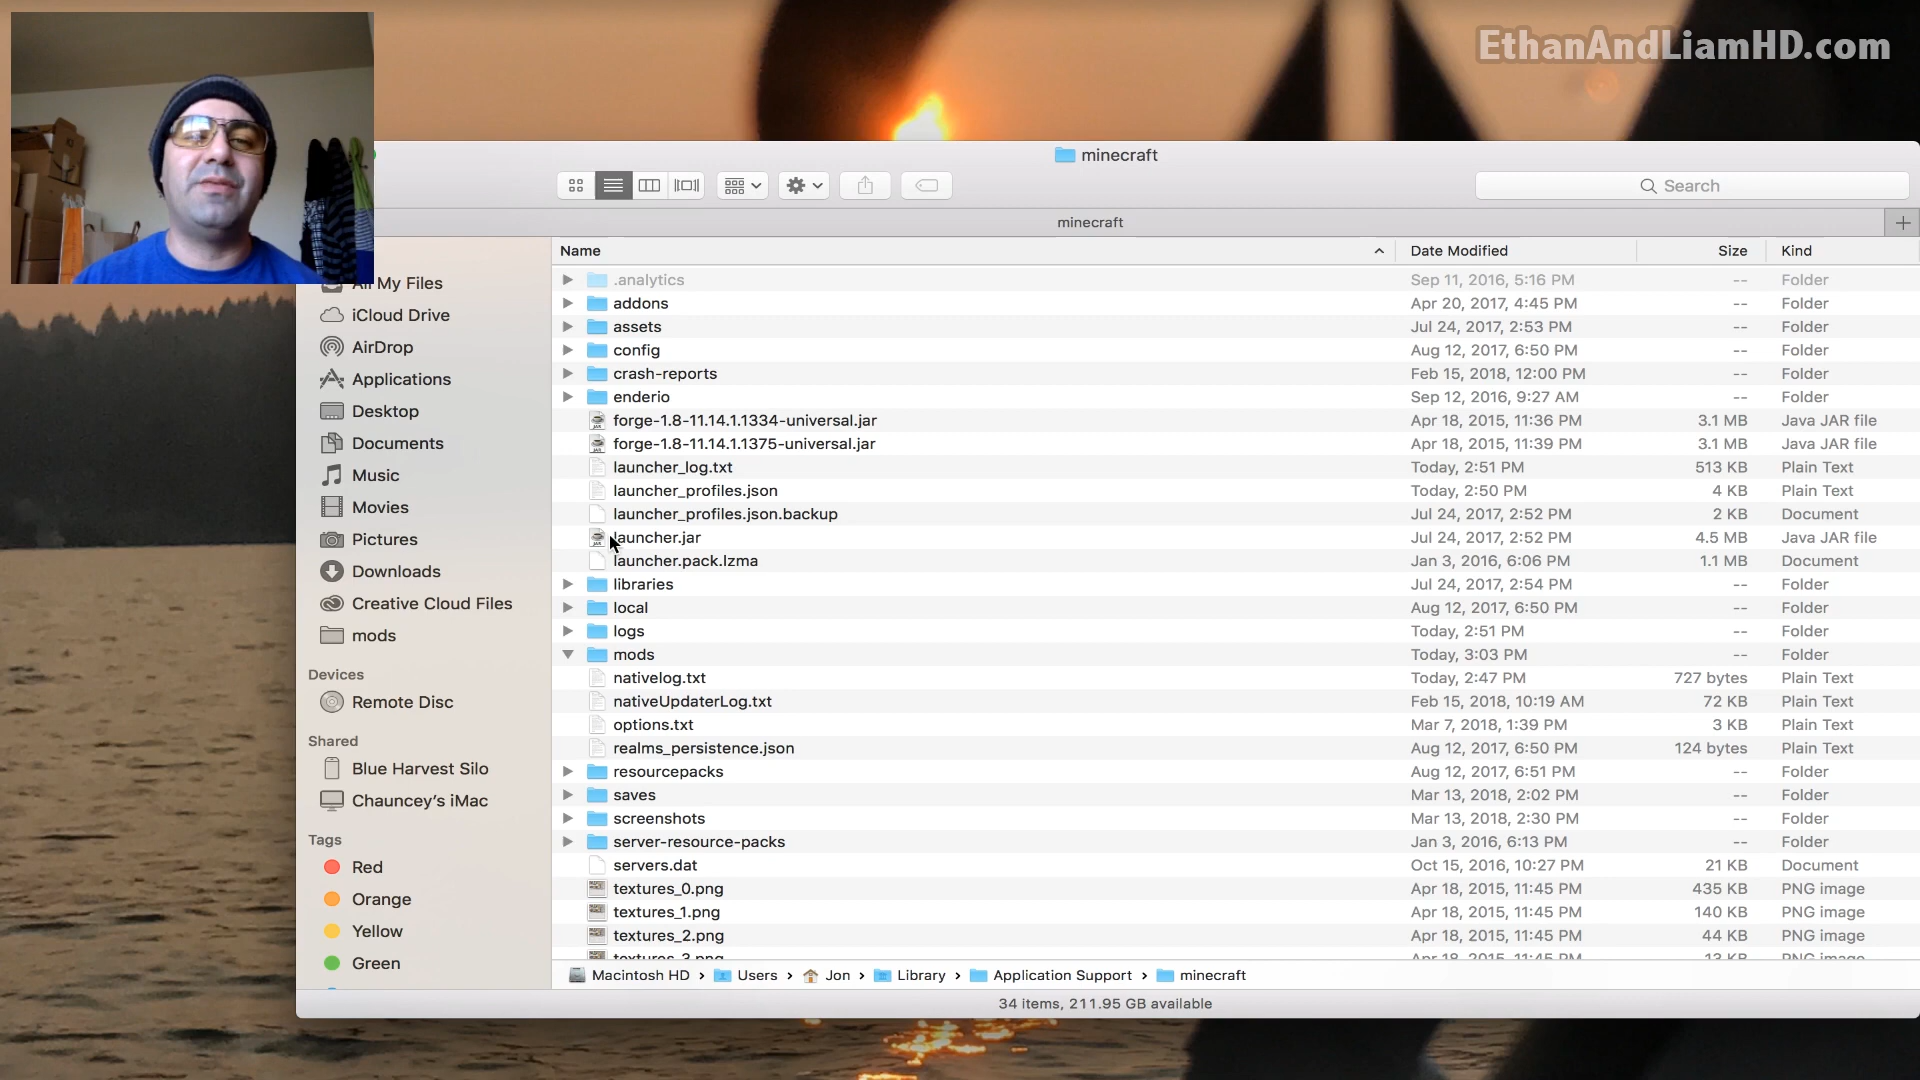 EthanAndLiamHD.com
minecraft
Search
minecraft
Name Date Modified Size Kind
.analytics Sep 11, 2016, 5:16 PM -- Folder
addons Apr 20, 2017, 4:45 PM -- Folder
assets Jul 24, 2017, 2:53 PM -- Folder
config Aug 12, 2017, 6:50 PM -- Folder
crash-reports Feb 15, 2018, 12:00 PM -- Folder
enderio Sep 12, 2016, 9:27 AM -- Folder
forge-1.8-11.14.1.1334-universal.jar Apr 18, 2015, 11:36 PM 3.1 MB Java JAR file
forge-1.8-11.14.1.1375-universal.jar Apr 18, 2015, 11:39 PM 3.1 MB Java JAR file
launcher_log.txt Today, 2:51 PM 513 KB Plain Text
launcher_profiles.json Today, 2:50 PM 4 KB Plain Text
launcher_profiles.json.backup Jul 24, 2017, 2:52 PM 2 KB Document
launcher.jar Jul 24, 2017, 2:52 PM 4.5 MB Java JAR file
launcher.pack.lzma Jan 3, 2016, 6:06 PM 1.1 MB Document
libraries Jul 24, 2017, 2:54 PM -- Folder
local Aug 12, 2017, 6:50 PM -- Folder
logs Today, 2:51 PM -- Folder
mods Today, 3:03 PM -- Folder
nativelog.txt Today, 2:47 PM 727 bytes Plain Text
nativeUpdaterLog.txt Feb 15, 2018, 10:19 AM 72 KB Plain Text
options.txt Mar 7, 2018, 1:39 PM 3 KB Plain Text
realms_persistence.json Aug 12, 2017, 6:50 PM 124 bytes Plain Text
resourcepacks Aug 12, 2017, 6:51 PM -- Folder
saves Mar 13, 2018, 2:02 PM -- Folder
screenshots Mar 13, 2018, 2:30 PM -- Folder
server-resource-packs Jan 3, 2016, 6:13 PM -- Folder
servers.dat Oct 15, 2016, 10:27 PM 21 KB Document
textures_0.png Apr 18, 2015, 11:45 PM 435 KB PNG image
textures_1.png Apr 18, 2015, 11:45 PM 140 KB PNG image
textures_2.png Apr 18, 2015, 11:45 PM 44 KB PNG image
textures_3.png Apr 18, 2015, 11:45 PM 13 KB PNG image
All My Files
iCloud Drive
AirDrop
Applications
Desktop
Documents
Music
Movies
Pictures
Downloads
Creative Cloud Files
mods
Devices
Remote Disc
Shared
Blue Harvest Silo
Chauncey's iMac
Tags
Red
Orange
Yellow
Green
Macintosh HD › Users › Jon › Library › Application Support › minecraft
34 items, 211.95 GB available